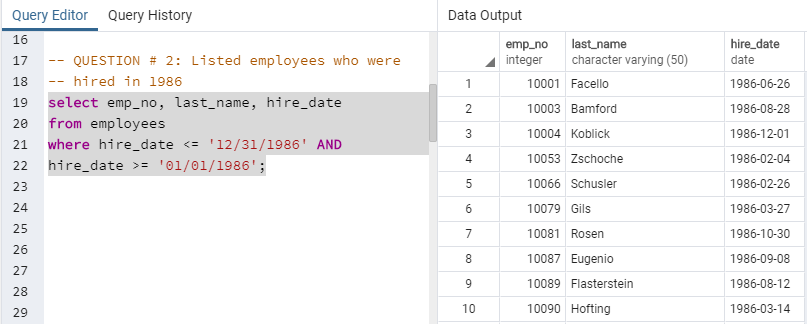 Query Editor Query History
16
17 -- QUESTION # 2: Listed employees who were
18 -- hired in 1986
19 select emp_no, last_name, hire_date
20 from employees
21 where hire_date <= '12/31/1986' AND
22 hire_date >= '01/01/1986';
23
24
25
26
27
28
29
Data Output
emp_no last_name hire_date
integer character varying (50) date
1 10001 Facello 1986-06-26
2 10003 Bamford 1986-08-28
3 10004 Koblick 1986-12-01
4 10053 Zschoche 1986-02-04
5 10066 Schusler 1986-02-26
6 10079 Gils 1986-03-27
7 10081 Rosen 1986-10-30
8 10087 Eugenio 1986-09-08
9 10089 Flasterstein 1986-08-12
10 10090 Hofting 1986-03-14